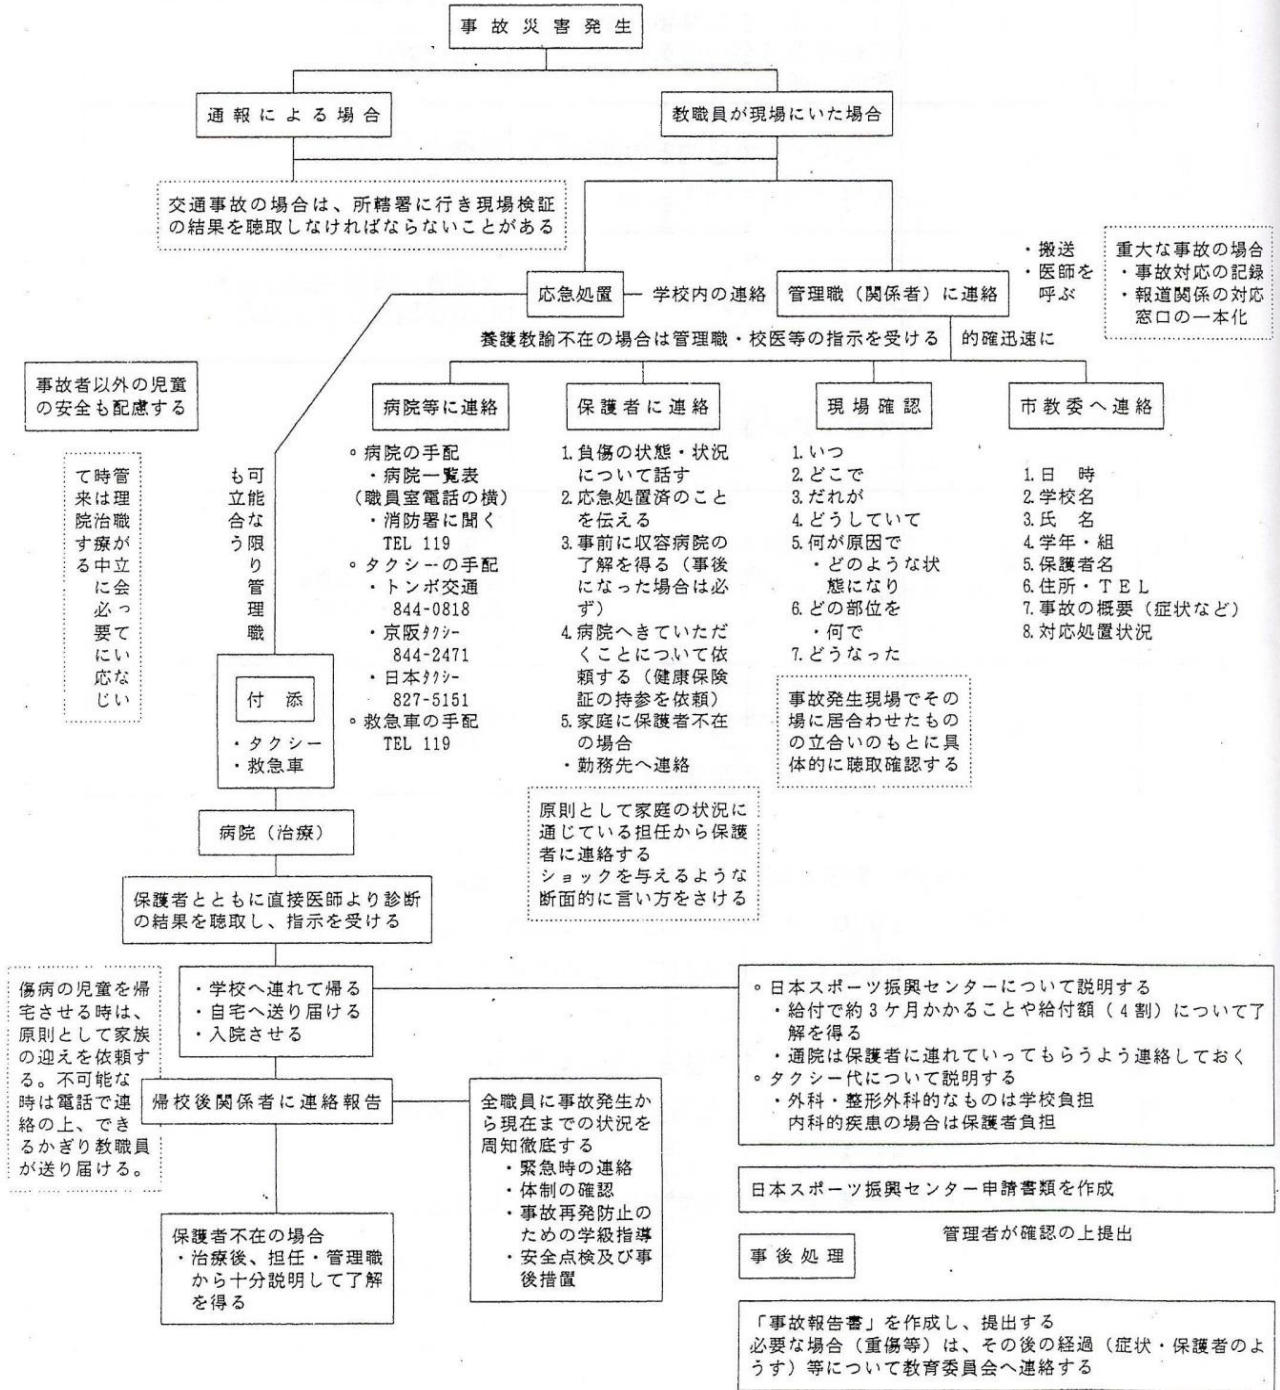 事故災害発生
通報による場合
教職員が現場にいた場合
交通事故の場合は、所轄署に行き現場検証
の結果を聴取しなければならないことがある
応急処置
学校内の連絡
管理職（関係者）に連絡
・搬送
・医師を
呼ぶ
重大な事故の場合
・事故対応の記録
・報道関係の対応
窓口の一本化
養護教諭不在の場合は管理職・校医等の指示を受ける
的確迅速に
事故者以外の児童
の安全も配慮する
管理職が立会っていない
時は治療中に必要に応じ
て来院する
可能な限り管理職
も立合う
病院等に連絡
○病院の手配
・病院一覧表
（職員室電話の横）
・消防署に聞く
TEL 119
○タクシーの手配
・トンボ交通
844-0818
・京阪タクシー
844-2471
・日本タクシー
827-5151
○救急車の手配
TEL 119
保護者に連絡
1. 負傷の状態・状況
について話す
2. 応急処置済のこと
を伝える
3. 事前に収容病院の
了解を得る（事後
になった場合は必
ず）
4. 病院へきていただ
くことについて依
頼する（健康保険
証の持参を依頼）
5. 家庭に保護者不在
の場合
・勤務先へ連絡
原則として家庭の状況に
通じている担任から保護
者に連絡する
ショックを与えるような
断面的に言い方をさける
現場確認
1. いつ
2. どこで
3. だれが
4. どうしていて
5. 何が原因で
・どのような状
態になり
6. どの部位を
・何で
7. どうなった
事故発生現場でその
場に居合わせたもの
の立合いのもとに具
体的に聴取確認する
市教委へ連絡
1. 日　時
2. 学校名
3. 氏　名
4. 学年・組
5. 保護者名
6. 住所・ＴＥＬ
7. 事故の概要（症状など）
8. 対応処置状況
付添
・タクシー
・救急車
病院（治療）
保護者とともに直接医師より診断
の結果を聴取し、指示を受ける
傷病の児童を帰
宅させる時は、
原則として家族
の迎えを依頼す
る。不可能な
時は電話で連
絡の上、でき
るかぎり教職員
が送り届ける。
・学校へ連れて帰る
・自宅へ送り届ける
・入院させる
帰校後関係者に連絡報告
保護者不在の場合
・治療後、担任・管理職
から十分説明して了解
を得る
全職員に事故発生か
ら現在までの状況を
周知徹底する
・緊急時の連絡
・体制の確認
・事故再発防止の
ための学級指導
・安全点検及び事
後措置
○日本スポーツ振興センターについて説明する
・給付で約３ケ月かかることや給付額（４割）について了
解を得る
・通院は保護者に連れていってもらうよう連絡しておく
○タクシー代について説明する
・外科・整形外科的なものは学校負担
内科的疾患の場合は保護者負担
日本スポーツ振興センター申請書類を作成
管理者が確認の上提出
事後処理
「事故報告書」を作成し、提出する
必要な場合（重傷等）は、その後の経過（症状・保護者のよ
うす）等について教育委員会へ連絡する